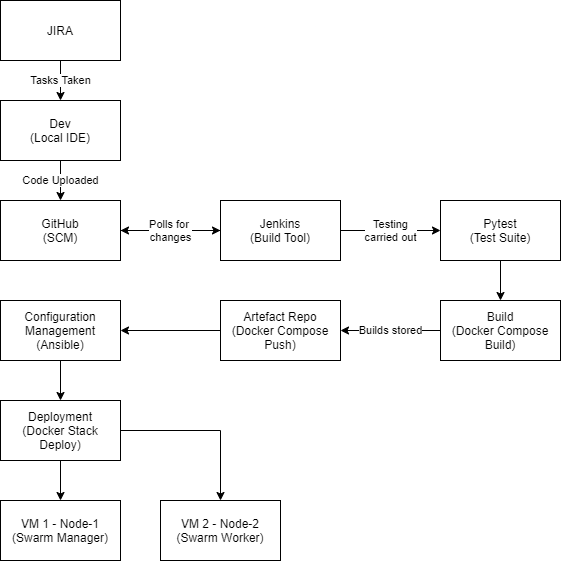 JIRA
Tasks Taken
Dev
(Local IDE)
Code Uploaded
GitHub
(SCM)
Polls for
changes
Jenkins
(Build Tool)
Testing
carried out
Pytest
(Test Suite)
Configuration
Management
(Ansible)
Artefact Repo
(Docker Compose
Push)
Builds stored
Build
(Docker Compose
Build)
Deployment
(Docker Stack
Deploy)
VM 1 - Node-1
(Swarm Manager)
VM 2 - Node-2
(Swarm Worker)